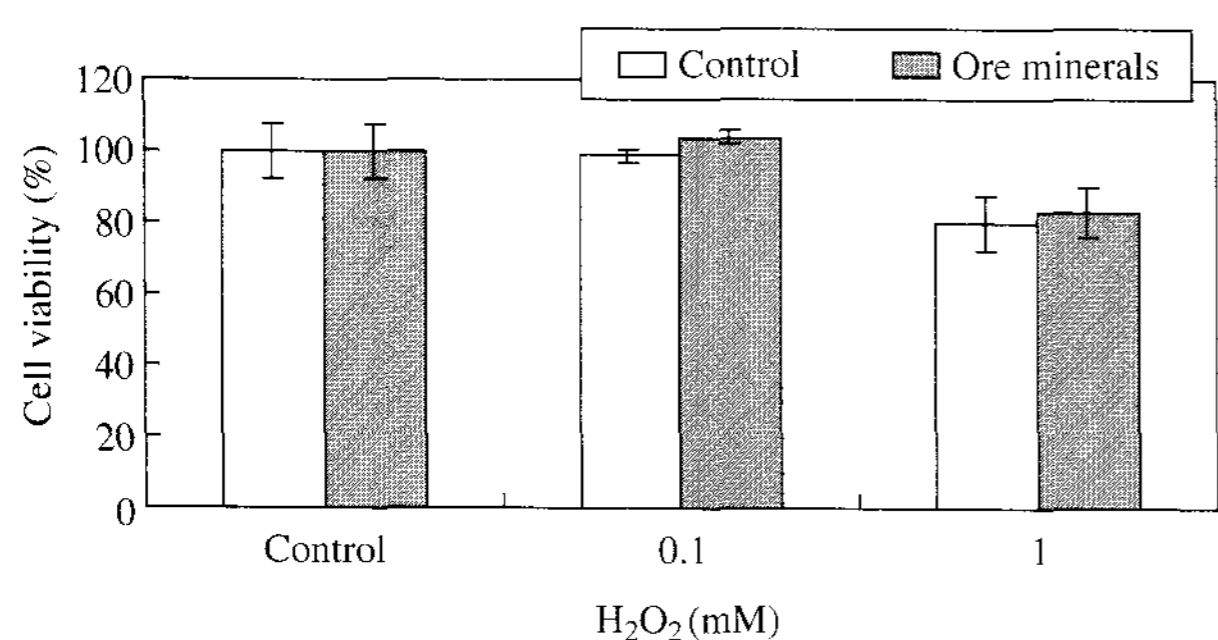 Control Ore minerals
120
100
80
60
40
20
0
Cell viability (%)
Control 0.1 1
H₂O₂ (mM)